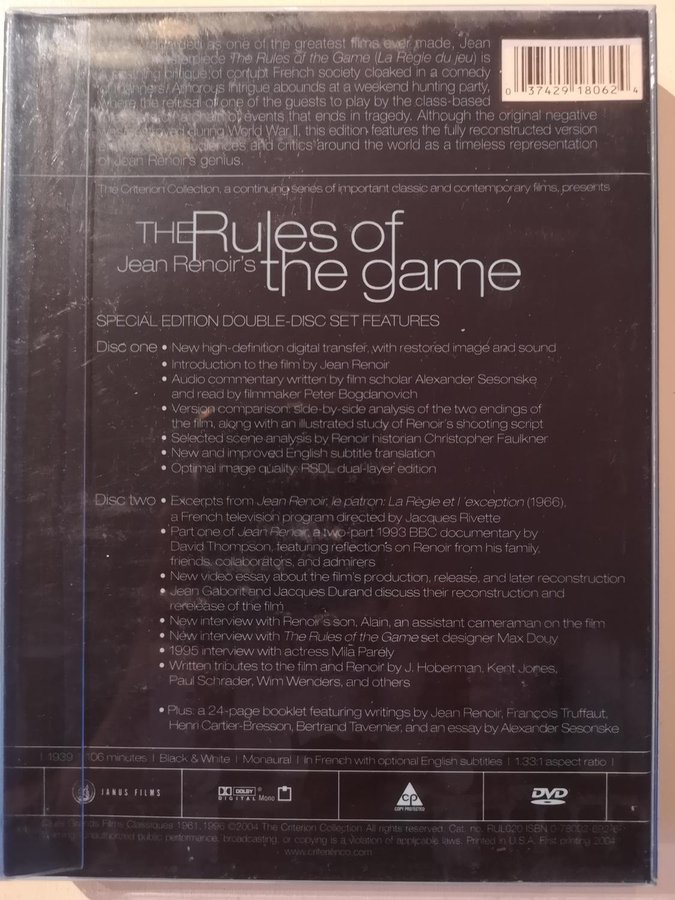 as one of the greatest films ever made, Jean
The Rules of the Game (La Règle du jeu) is
critique of corrupt French society cloaked in a comedy
Amorous intrigue abounds at a weekend hunting party,
where the refusal of one of the guests to play by the class-based
chain of events that ends in tragedy. Although the original negative
was destroyed during World War II, this edition features the fully reconstructed version
by audiences and critics around the world as a timeless representation
of Jean Renoir's genius.
0 37429 18062 4
The Criterion Collection, a continuing series of important classic and contemporary films, presents
THE Rules of
Jean Renoir's the game
SPECIAL EDITION DOUBLE-DISC SET FEATURES
Disc one • New high-definition digital transfer, with restored image and sound
• Introduction to the film by Jean Renoir
• Audio commentary written by film scholar Alexander Sesonske
and read by filmmaker Peter Bogdanovich
• Version comparison: side-by-side analysis of the two endings of
the film, along with an illustrated study of Renoir's shooting script
• Selected scene analysis by Renoir historian Christopher Faulkner
• New and improved English subtitle translation
• Optimal image quality: RSDL dual-layer edition
Disc two • Excerpts from Jean Renoir, le patron: La Règle et l'exception (1966),
a French television program directed by Jacques Rivette
• Part one of Jean Renoir, a two-part 1993 BBC documentary by
David Thompson, featuring reflections on Renoir from his family,
friends, collaborators, and admirers
• New video essay about the film's production, release, and later reconstruction
• Jean Gaborit and Jacques Durand discuss their reconstruction and
rerelease of the film
• New interview with Renoir's son, Alain, an assistant cameraman on the film
• New interview with The Rules of the Game set designer Max Douy
• 1995 interview with actress Mila Parély
• Written tributes to the film and Renoir by J. Hoberman, Kent Jones,
Paul Schrader, Wim Wenders, and others
• Plus: a 24-page booklet featuring writings by Jean Renoir, François Truffaut,
Henri Cartier-Bresson, Bertrand Tavernier, and an essay by Alexander Sesonske
| 1939 | 106 minutes | Black & White | Monaural | In French with optional English subtitles | 1.33:1 aspect ratio |
JANUS FILMS
DOLBY DIGITAL Mono
CP COPY PROTECTED
DVD
Grands Films Classiques 1961, 1996 ©2004 The Criterion Collection. All rights reserved. Cat. no. RUL020 ISBN
unauthorized public performance, broadcasting, or copying is a violation of applicable laws. Printed in U.S.A. First printing 2004
www.criterionco.com